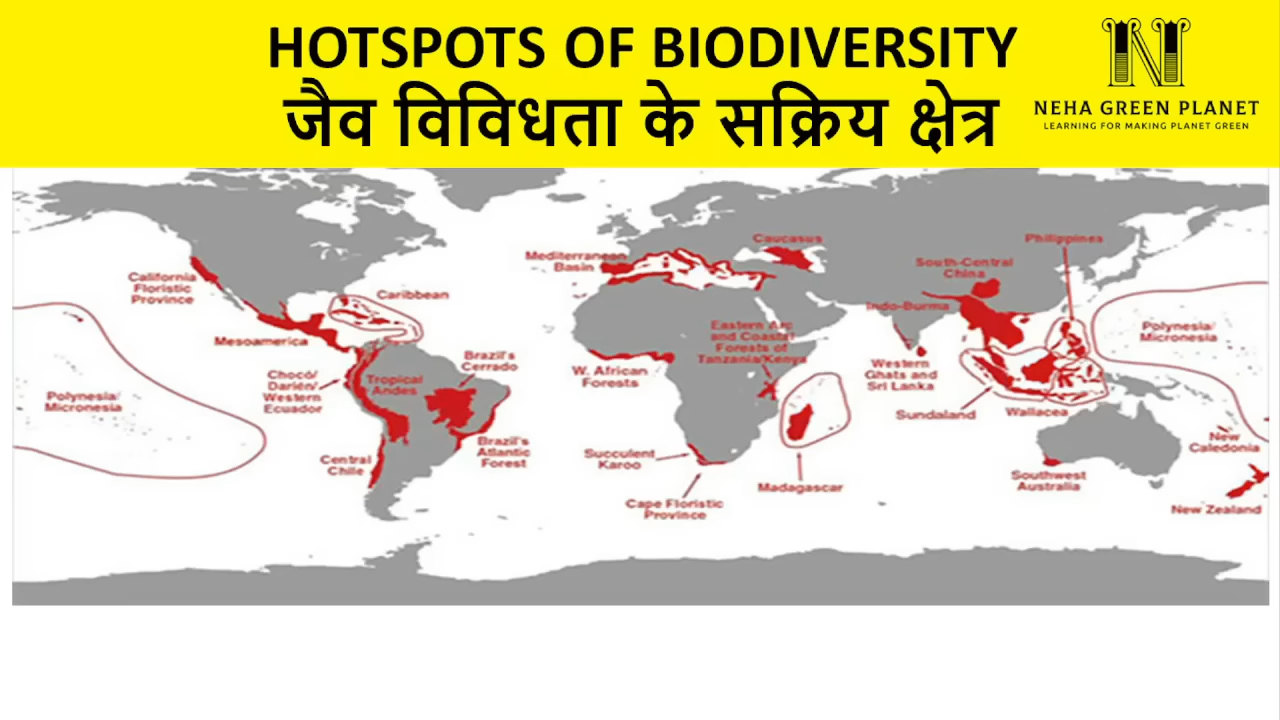 HOTSPOTS OF BIODIVERSITY
जैव विविधता के सक्रिय क्षेत्र
NEHA GREEN PLANET
LEARNING FOR MAKING PLANET GREEN
California
Floristic
Province
Caribbean
Mesoamerica
Polynesia/
Micronesia
Chocó/
Darién/
Western
Ecuador
Tropical
Andes
Brazil's
Cerrado
Central
Chile
Brazil's
Atlantic
Forest
Mediterranean
Basin
Caucasus
W. African
Forests
Eastern Arc
and Coastal
Forests of
Tanzania/Kenya
Succulent
Karoo
Cape Floristic
Province
Madagascar
Philippines
South-Central
China
Indo-Burma
Western
Ghats and
Sri Lanka
Sundaland
Wallacea
Polynesia/
Micronesia
New
Caledonia
Southwest
Australia
New Zealand